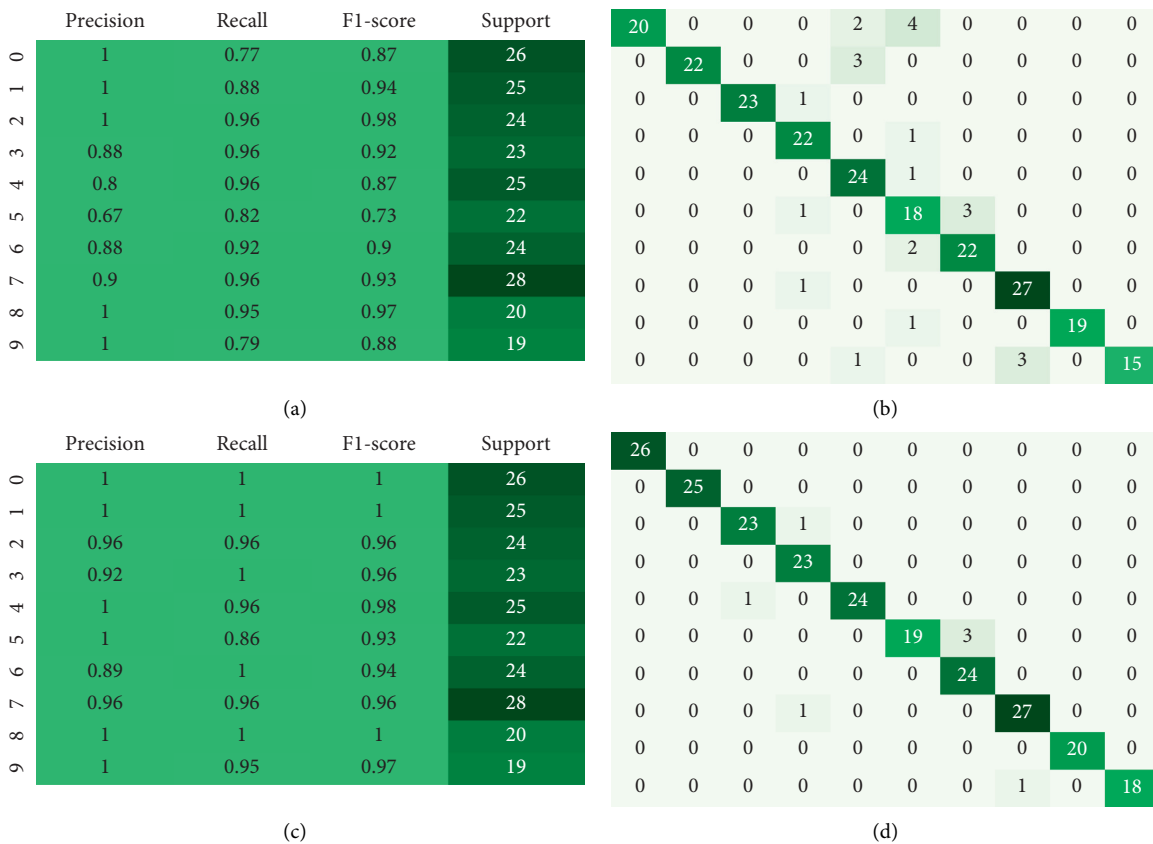 Precision Recall F1-score Support
0 1 0.77 0.87 26
1 1 0.88 0.94 25
2 1 0.96 0.98 24
3 0.88 0.96 0.92 23
4 0.8 0.96 0.87 25
5 0.67 0.82 0.73 22
6 0.88 0.92 0.9 24
7 0.9 0.96 0.93 28
8 1 0.95 0.97 20
9 1 0.79 0.88 19
(a)
20 0 0 0 2 4 0 0 0 0
0 22 0 0 3 0 0 0 0 0
0 0 23 1 0 0 0 0 0 0
0 0 0 22 0 1 0 0 0 0
0 0 0 0 24 1 0 0 0 0
0 0 0 1 0 18 3 0 0 0
0 0 0 0 0 2 22 0 0 0
0 0 0 1 0 0 0 27 0 0
0 0 0 0 0 1 0 0 19 0
0 0 0 0 1 0 0 3 0 15
(b)
Precision Recall F1-score Support
0 1 1 1 26
1 1 1 1 25
2 0.96 0.96 0.96 24
3 0.92 1 0.96 23
4 1 0.96 0.98 25
5 1 0.86 0.93 22
6 0.89 1 0.94 24
7 0.96 0.96 0.96 28
8 1 1 1 20
9 1 0.95 0.97 19
(c)
26 0 0 0 0 0 0 0 0 0
0 25 0 0 0 0 0 0 0 0
0 0 23 1 0 0 0 0 0 0
0 0 0 23 0 0 0 0 0 0
0 0 1 0 24 0 0 0 0 0
0 0 0 0 0 19 3 0 0 0
0 0 0 0 0 0 24 0 0 0
0 0 0 1 0 0 0 27 0 0
0 0 0 0 0 0 0 0 20 0
0 0 0 0 0 0 0 1 0 18
(d)